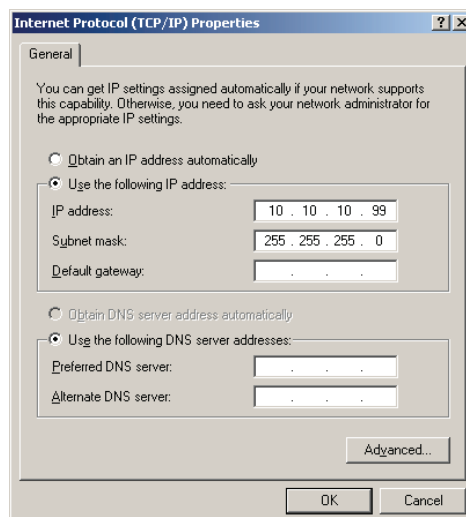 Internet Protocol (TCP/IP) Properties
General
You can get IP settings assigned automatically if your network supports
this capability. Otherwise, you need to ask your network administrator for
the appropriate IP settings.
Obtain an IP address automatically
Use the following IP address:
IP address: 10 . 10 . 10 . 99
Subnet mask: 255 . 255 . 255 . 0
Default gateway: . . .
Obtain DNS server address automatically
Use the following DNS server addresses:
Preferred DNS server: . . .
Alternate DNS server: . . .
Advanced...
OK Cancel